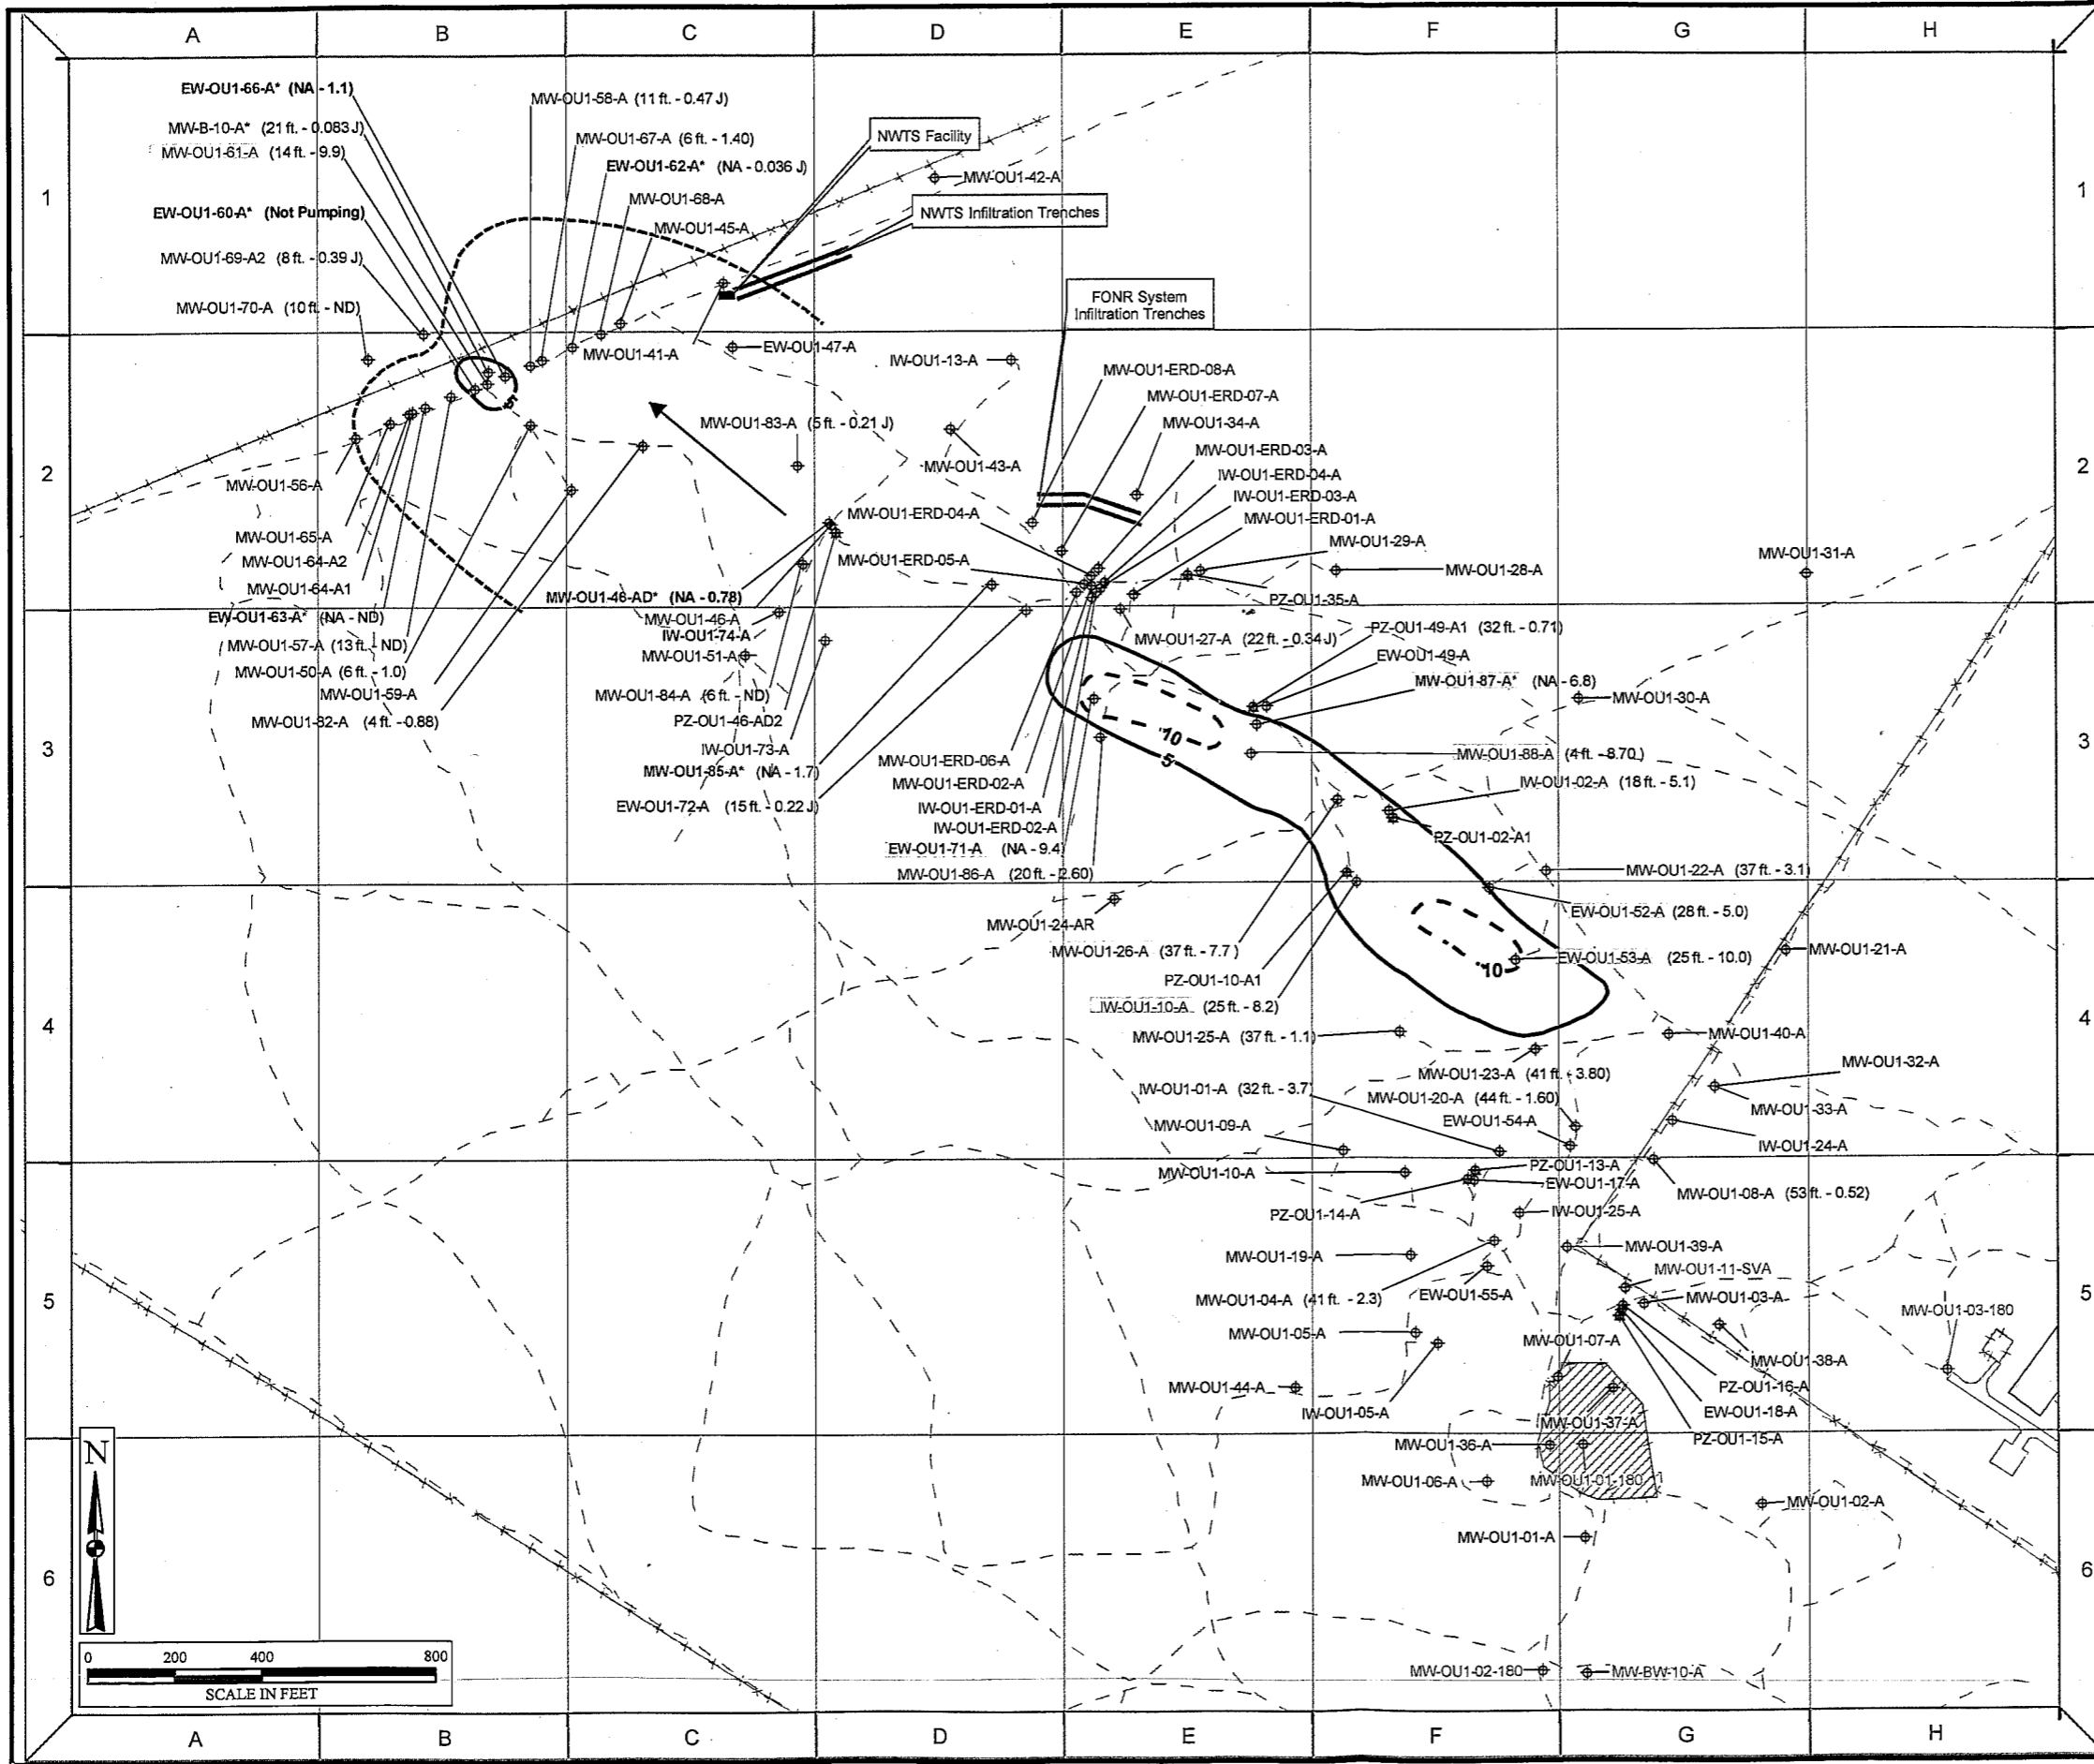 A B C D E F G H
EW-OU1-66-A* (NA - 1.1)
MW-OU1-58-A (11 ft. - 0.47 J)
MW-B-10-A* (21 ft. - 0.083 J)
MW-OU1-67-A (6 ft. - 1.40)
NWTS Facility
MW-OU1-61-A (14 ft. - 9.9)
EW-OU1-62-A* (NA - 0.036 J)
MW-OU1-42-A
1
1
MW-OU1-68-A
EW-OU1-60-A* (Not Pumping)
NWTS Infiltration Trenches
MW-OU1-45-A
MW-OU1-69-A2 (8 ft. - 0.39 J)
MW-OU1-70-A (10 ft. - ND)
FONR System
Infiltration Trenches
MW-OU1-41-A
EW-OU1-47-A
IW-OU1-13-A
MW-OU1-ERD-08-A
MW-OU1-ERD-07-A
5
MW-OU1-83-A (5 ft. - 0.21 J)
MW-OU1-34-A
MW-OU1-ERD-03-A
MW-OU1-43-A
2
2
IW-OU1-ERD-04-A
MW-OU1-56-A
IW-OU1-ERD-03-A
MW-OU1-ERD-04-A
MW-OU1-ERD-01-A
MW-OU1-65-A
MW-OU1-29-A
MW-OU1-31-A
MW-OU1-64-A2
MW-OU1-ERD-05-A
MW-OU1-28-A
MW-OU1-64-A1
MW-OU1-46-AD* (NA - 0.78)
PZ-OU1-35-A
EW-OU1-63-A* (NA - ND)
MW-OU1-46-A
IW-OU1-74-A
MW-OU1-27-A (22 ft. - 0.34 J)
PZ-OU1-49-A1 (32 ft. - 0.71)
MW-OU1-57-A (13 ft. - ND)
MW-OU1-51-A
EW-OU1-49-A
MW-OU1-50-A (6 ft. - 1.0)
MW-OU1-87-A* (NA - 6.8)
MW-OU1-59-A
MW-OU1-84-A (6 ft. - ND)
MW-OU1-30-A
MW-OU1-82-A (4 ft. - 0.88)
PZ-OU1-46-AD2
3
3
IW-OU1-73-A
10
MW-OU1-88-A (4 ft. - 8.70)
MW-OU1-ERD-06-A
5
MW-OU1-85-A* (NA - 1.7)
MW-OU1-ERD-02-A
IW-OU1-02-A (18 ft. - 5.1)
EW-OU1-72-A (15 ft. - 0.22 J)
IW-OU1-ERD-01-A
IW-OU1-ERD-02-A
PZ-OU1-02-A1
EW-OU1-71-A (NA - 9.4)
MW-OU1-86-A (20 ft. - 2.60)
MW-OU1-22-A (37 ft. - 3.1)
MW-OU1-24-AR
EW-OU1-52-A (28 ft. - 5.0)
MW-OU1-26-A (37 ft. - 7.7)
EW-OU1-53-A (25 ft. - 10.0)
MW-OU1-21-A
10
PZ-OU1-10-A1
IW-OU1-10-A (25 ft. - 8.2)
4
4
MW-OU1-25-A (37 ft. - 1.1)
MW-OU1-40-A
MW-OU1-23-A (41 ft. - 3.80)
MW-OU1-32-A
IW-OU1-01-A (32 ft. - 3.7)
MW-OU1-20-A (44 ft. - 1.60)
MW-OU1-33-A
MW-OU1-09-A
EW-OU1-54-A
IW-OU1-24-A
MW-OU1-10-A
PZ-OU1-13-A
EW-OU1-17-A
MW-OU1-08-A (53 ft. - 0.52)
PZ-OU1-14-A
IW-OU1-25-A
MW-OU1-19-A
MW-OU1-39-A
MW-OU1-11-SVA
5
5
MW-OU1-04-A (41 ft. - 2.3)
EW-OU1-55-A
MW-OU1-03-A
MW-OU1-03-180
MW-OU1-05-A
MW-OU1-07-A
MW-OU1-38-A
MW-OU1-44-A
PZ-OU1-16-A
IW-OU1-05-A
MW-OU1-37-A
EW-OU1-18-A
MW-OU1-36-A
PZ-OU1-15-A
N
MW-OU1-06-A
MW-OU1-01-180
MW-OU1-02-A
MW-OU1-01-A
6
6
0 200 400 800
SCALE IN FEET
MW-OU1-02-180
MW-BW-10-A
A B C D E F G H